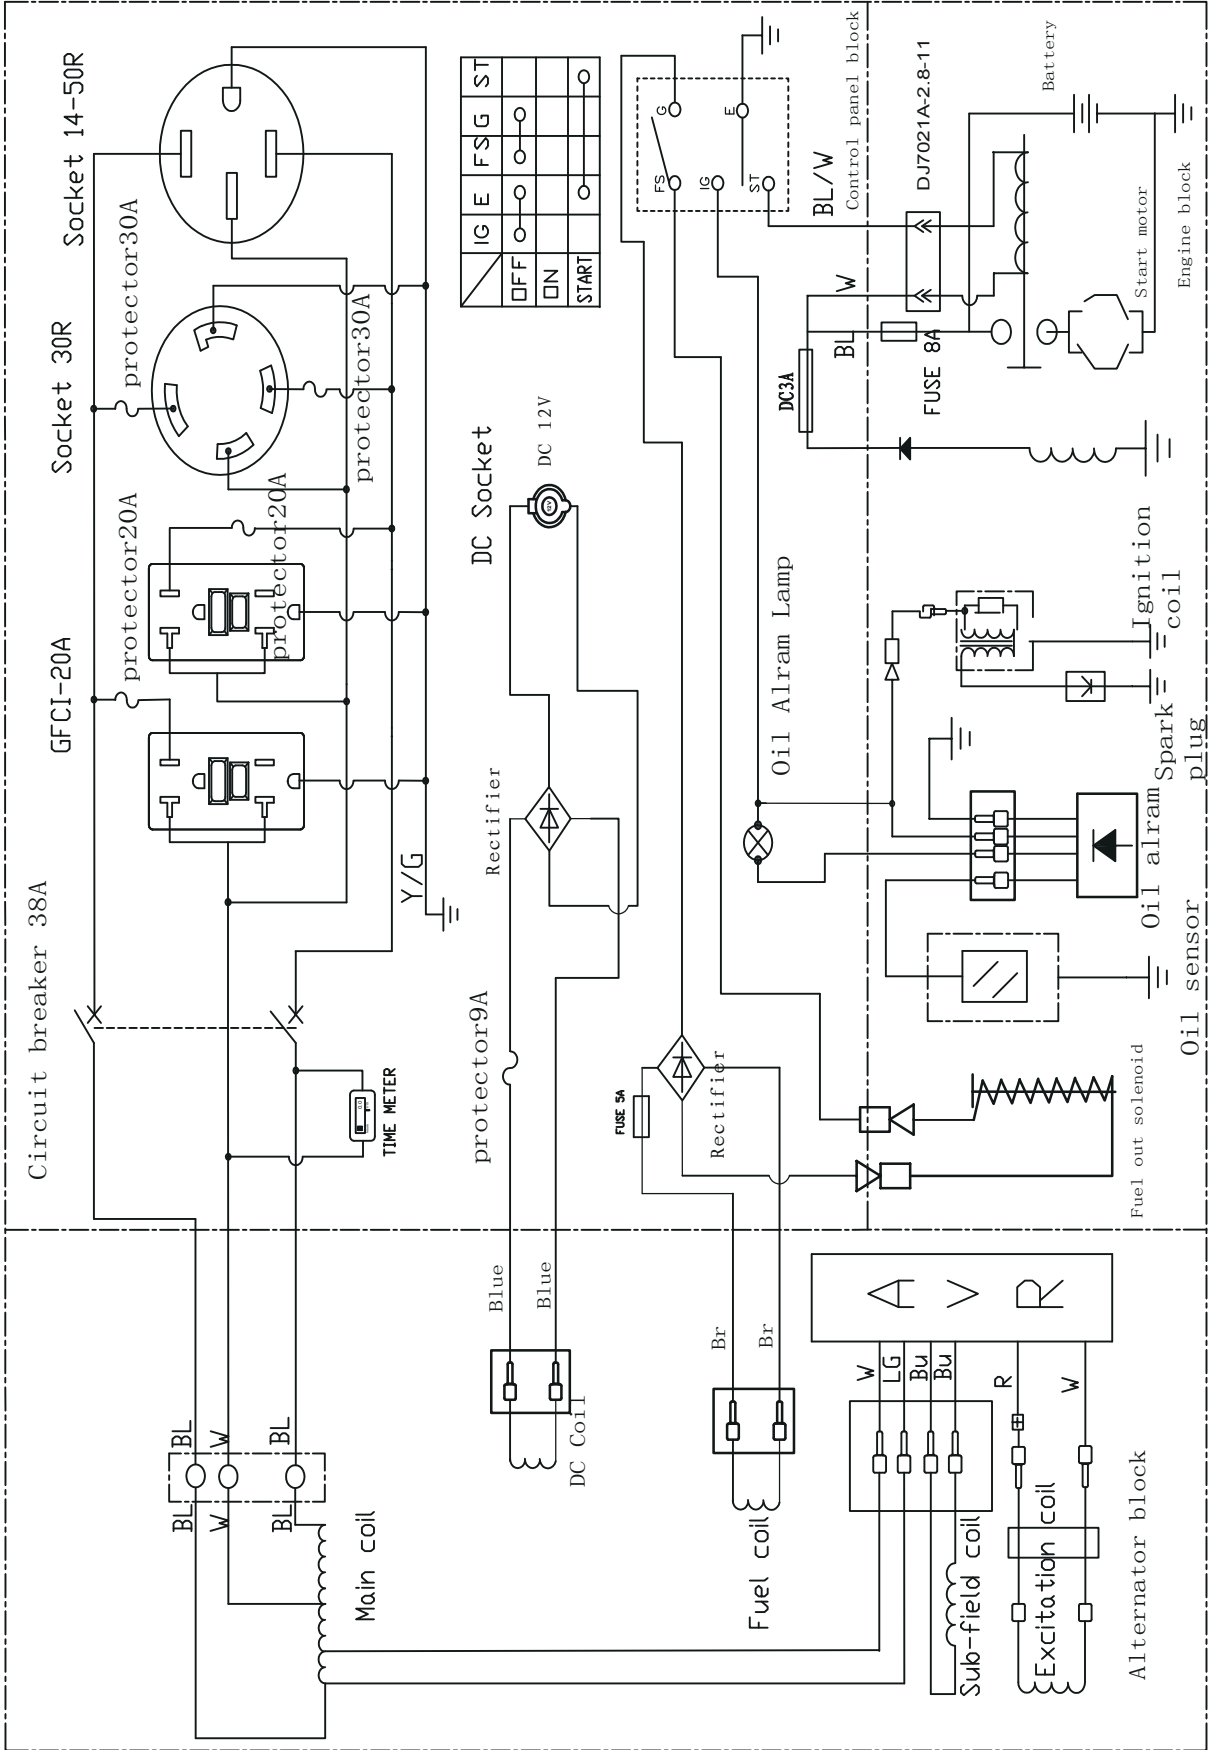 Socket 14-50R
Socket 30R
GFCI-20A
Circuit breaker 38A
protector30A
protector30A
protector20A
protector20A
Y/G
TIME METER
BL
W
BL
BL
W
BL
Main coil
IG E FS G ST
OFF
ON
START
DC Socket
DC 12V
12V
Rectifier
protector9A
Blue
Blue
DC Coil
G
E
FS
IG
ST
BL/W
Control panel block
Oil Alram Lamp
FUSE 5A
Rectifier
Br
Br
Fuel coil
DJ7021A-2.8-11
Battery
W
BL
DC3A
FUSE 8A
Start motor
Engine block
Ignition
coil
Spark
plug
Oil alram
Oil sensor
Fuel out solenoid
A V R
W
LG
Bu
Bu
R
W
Sub-field coil
Excitation coil
Alternator block